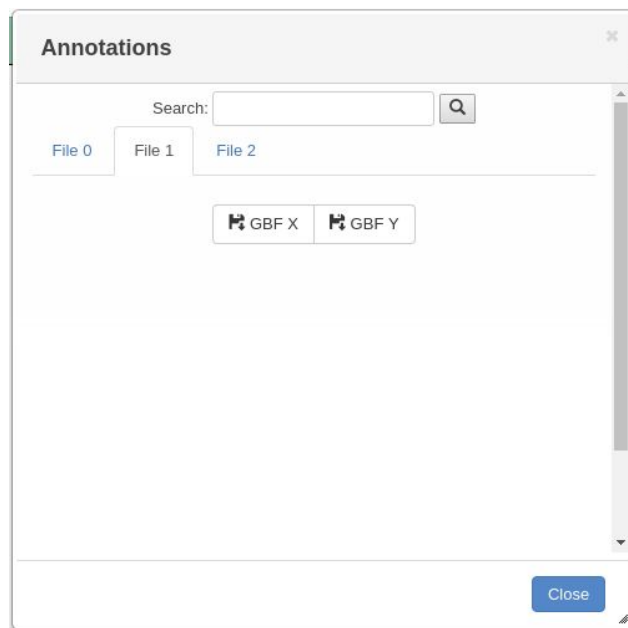 Annotations
Search:
File 0 File 1 File 2
GBF X GBF Y
Close